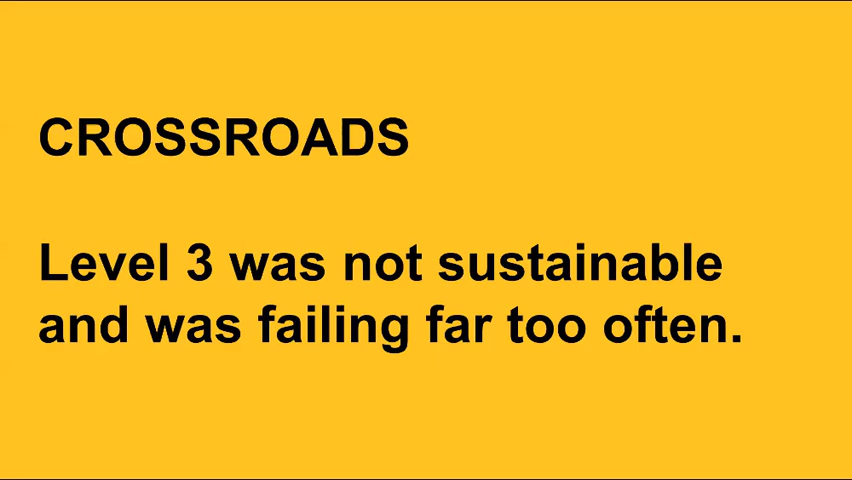 CROSSROADS
Level 3 was not sustainable
and was failing far too often.